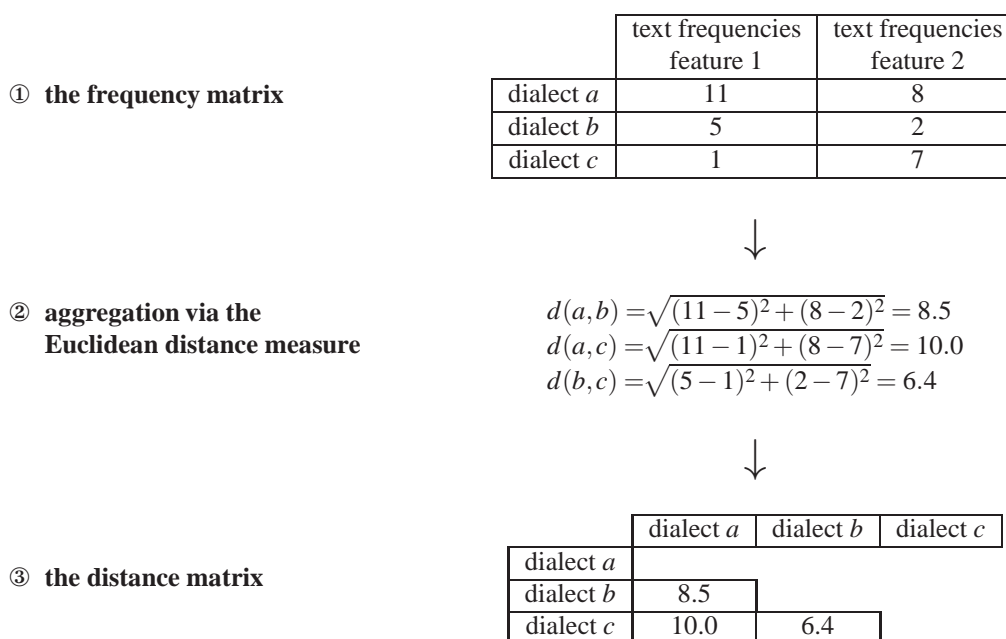 text frequencies text frequencies
feature 1 feature 2
① the frequency matrix
dialect a 11 8
dialect b 5 2
dialect c 1 7
↓
② aggregation via the
Euclidean distance measure
d(a,b) =√(11−5)²+(8−2)² = 8.5
d(a,c) =√(11−1)²+(8−7)² = 10.0
d(b,c) =√(5−1)²+(2−7)² = 6.4
↓
dialect a dialect b dialect c
③ the distance matrix
dialect a
dialect b 8.5
dialect c 10.0 6.4